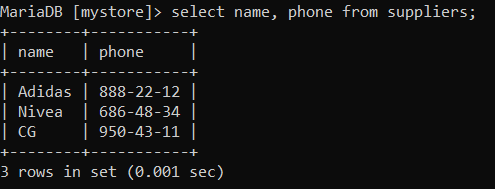 MariaDB [mystore]> select name, phone from suppliers;
+--------+-----------+
| name   | phone     |
+--------+-----------+
| Adidas | 888-22-12 |
| Nivea  | 686-48-34 |
| CG     | 950-43-11 |
+--------+-----------+
3 rows in set (0.001 sec)